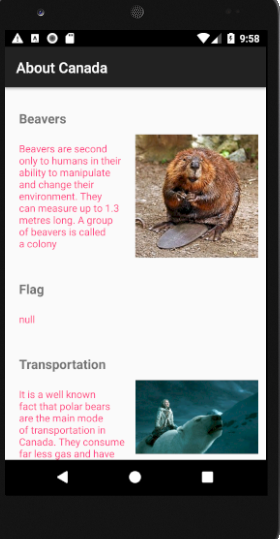 9:58
About Canada
Beavers
Beavers are second
only to humans in their
ability to manipulate
and change their
environment. They
can measure up to 1.3
metres long. A group
of beavers is called
a colony
Flag
null
Transportation
It is a well known
fact that polar bears
are the main mode
of transportation in
Canada. They consume
far less gas and have